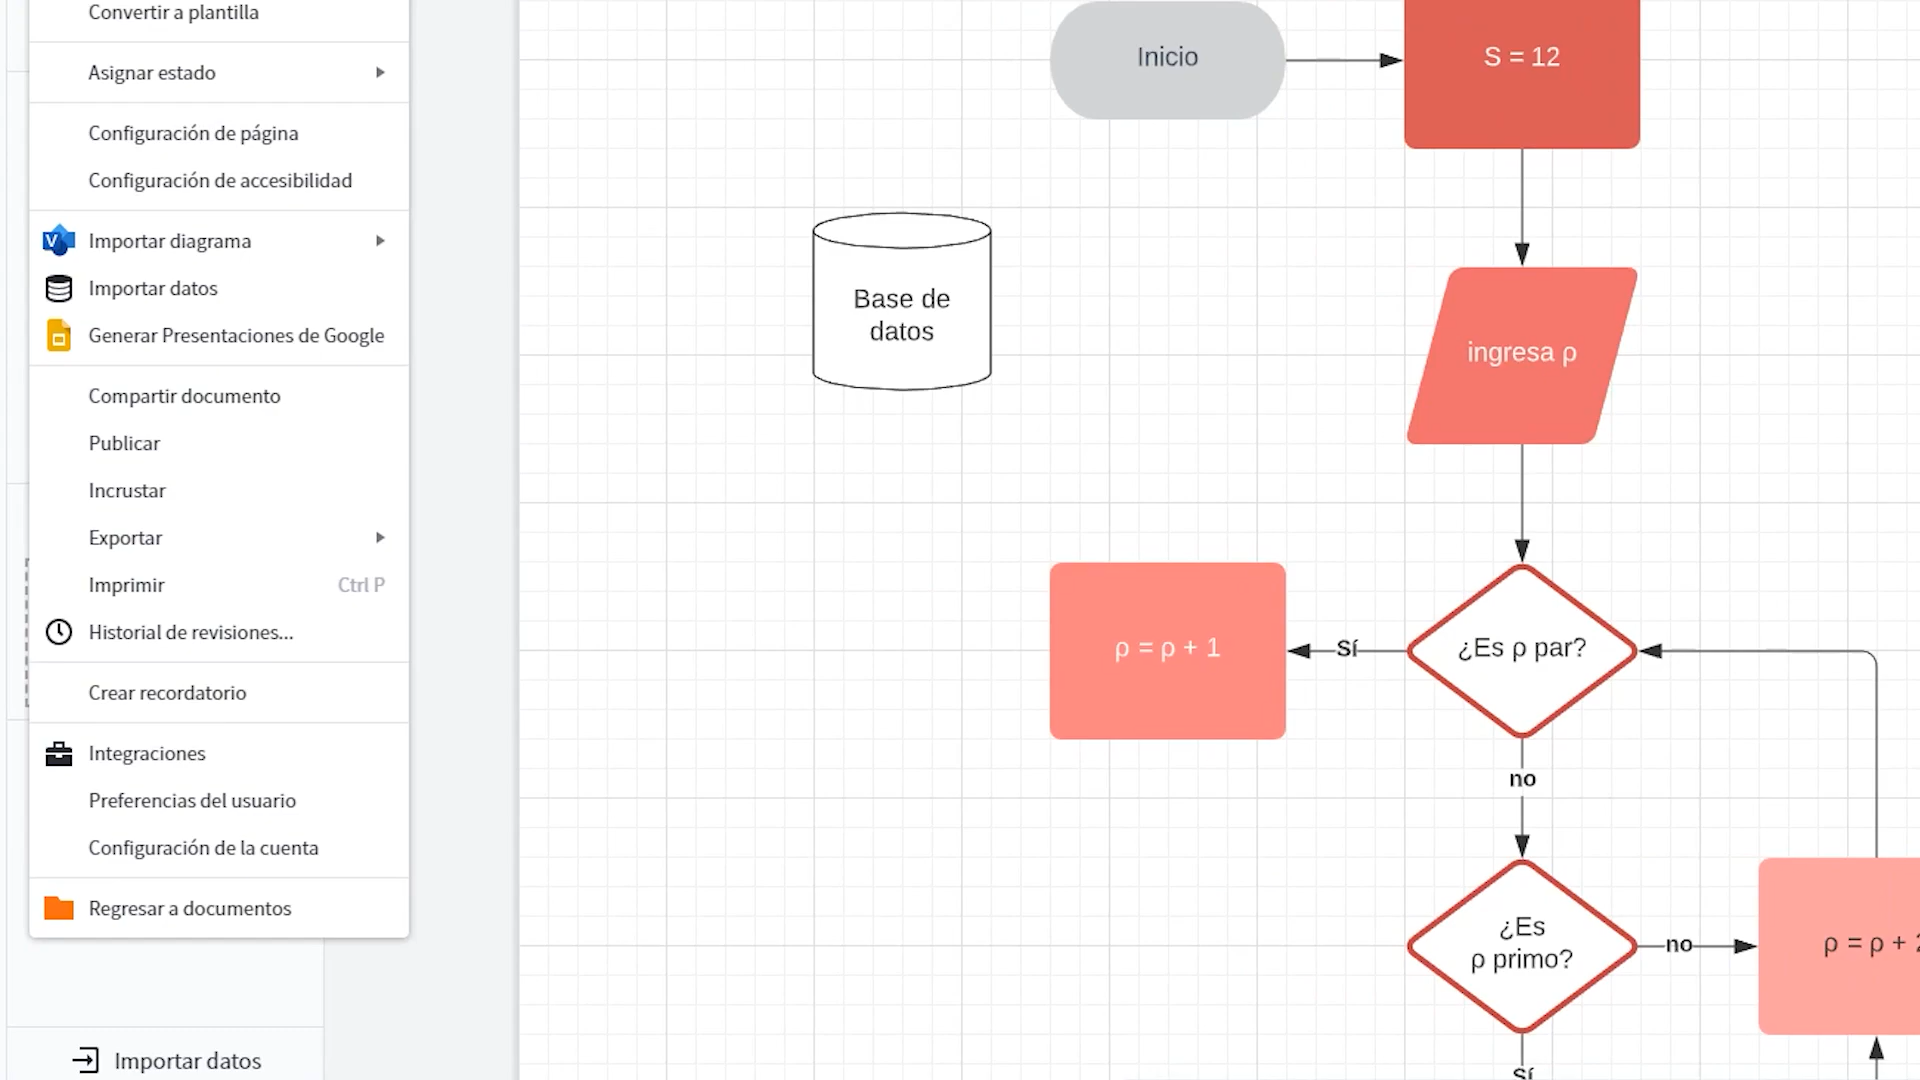 Convertir a plantilla
Asignar estado
Configuración de página
Configuración de accesibilidad
Importar diagrama
Importar datos
Generar Presentaciones de Google
Compartir documento
Publicar
Incrustar
Exportar
Imprimir Ctrl P
Historial de revisiones...
Crear recordatorio
Integraciones
Preferencias del usuario
Configuración de la cuenta
Regresar a documentos
Importar datos
Inicio
S = 12
Base de
datos
ingresa ρ
ρ = ρ + 1
Sí
¿Es ρ par?
no
¿Es
ρ primo?
no
ρ = ρ + 2
Sí